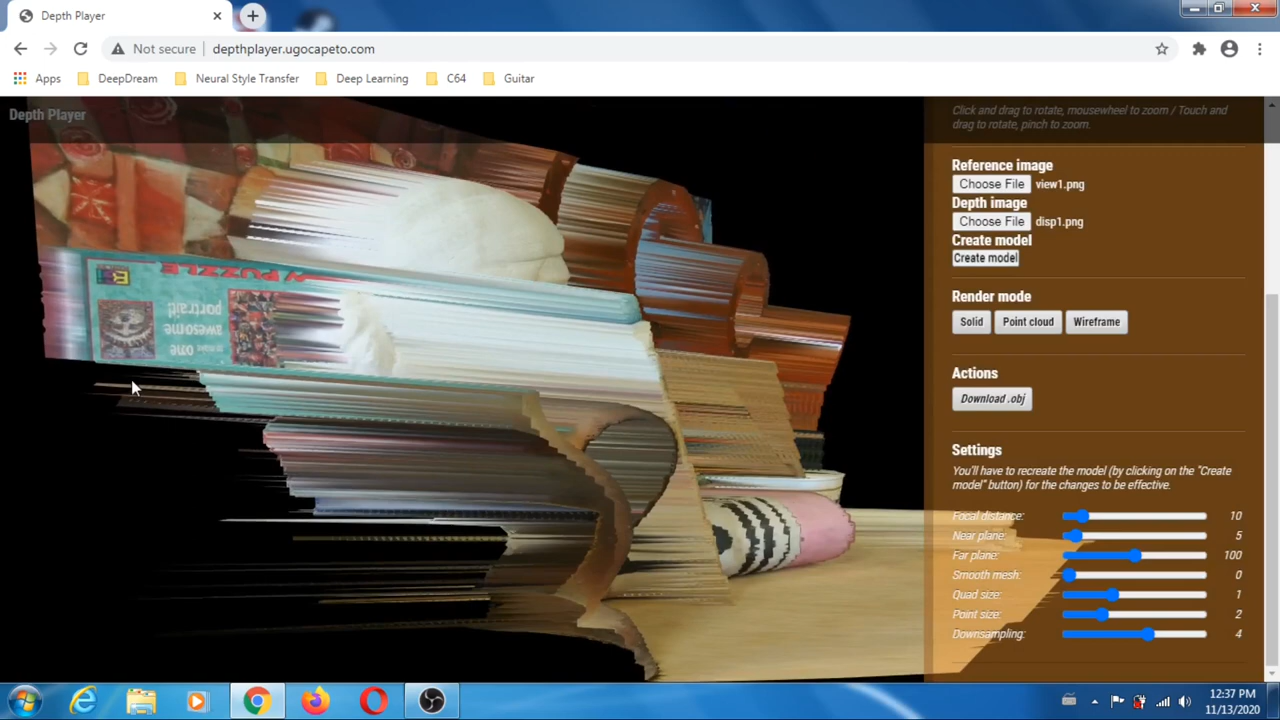 Depth Player
Not secure
depthplayer.ugocapeto.com
Apps
DeepDream
Neural Style Transfer
Deep Learning
C64
Guitar
Depth Player
Click and drag to rotate, mousewheel to zoom / Touch and
drag to rotate, pinch to zoom.
Reference image
Choose File view1.png
Depth image
Choose File disp1.png
Create model
Create model
Render mode
Solid
Point cloud
Wireframe
Actions
Download .obj
Settings
You'll have to recreate the model (by clicking on the "Create
model" button) for the changes to be effective.
Focal distance: 10
Near plane: 5
Far plane: 100
Smooth mesh: 0
Quad size: 1
Point size: 2
Downsampling: 4
PUZZLE
portrait
awesome
one
12:37 PM
11/13/2020